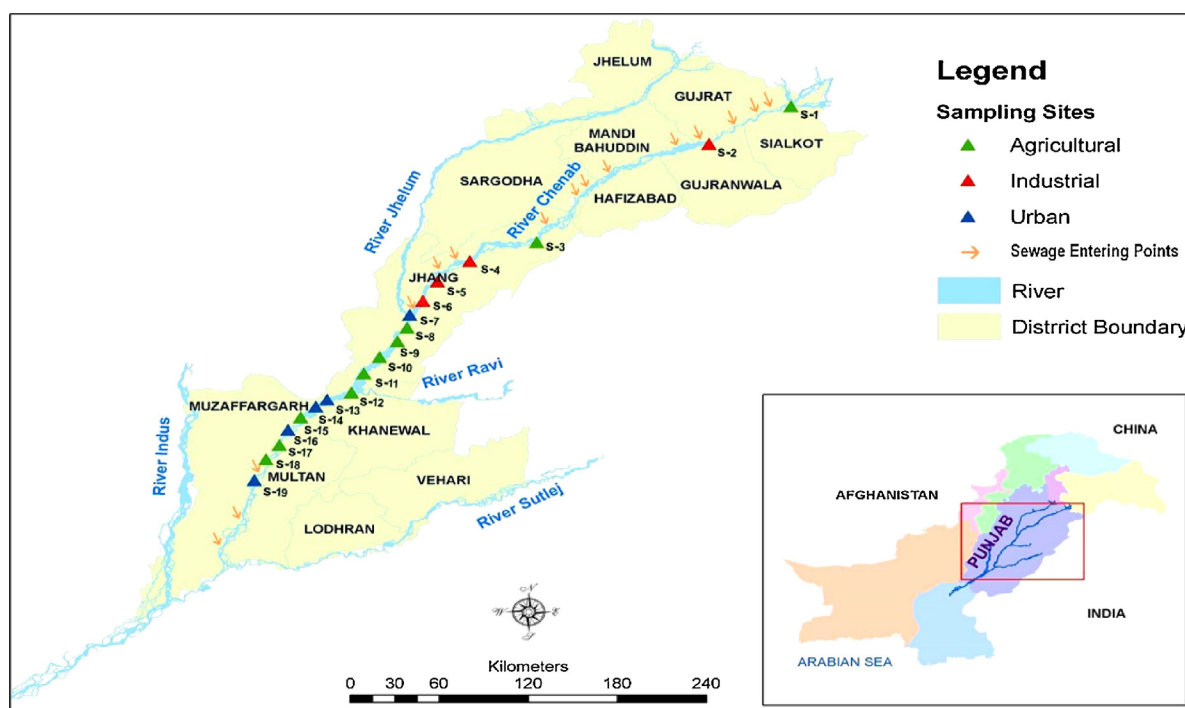 JHELUM
GUJRAT
S-1
MANDI
BAHUDDIN
S-2
SIALKOT
SARGODHA
GUJRANWALA
HAFIZABAD
River Chenab
River Jhelum
S-3
S-4
JHANG
S-5
S-6
S-7
S-8
S-9
S-10
S-11
River Ravi
S-12
MUZAFFARGARH
S-13
S-14
S-15
KHANEWAL
S-16
S-17
S-18
MULTAN
S-19
VEHARI
River Indus
LODHRAN
River Sutlej
Legend
Sampling Sites
Agricultural
Industrial
Urban
Sewage Entering Points
River
Distrrict Boundary
N
W
E
S
Kilometers
0 30 60 120 180 240
CHINA
AFGHANISTAN
PUNJAB
INDIA
ARABIAN SEA